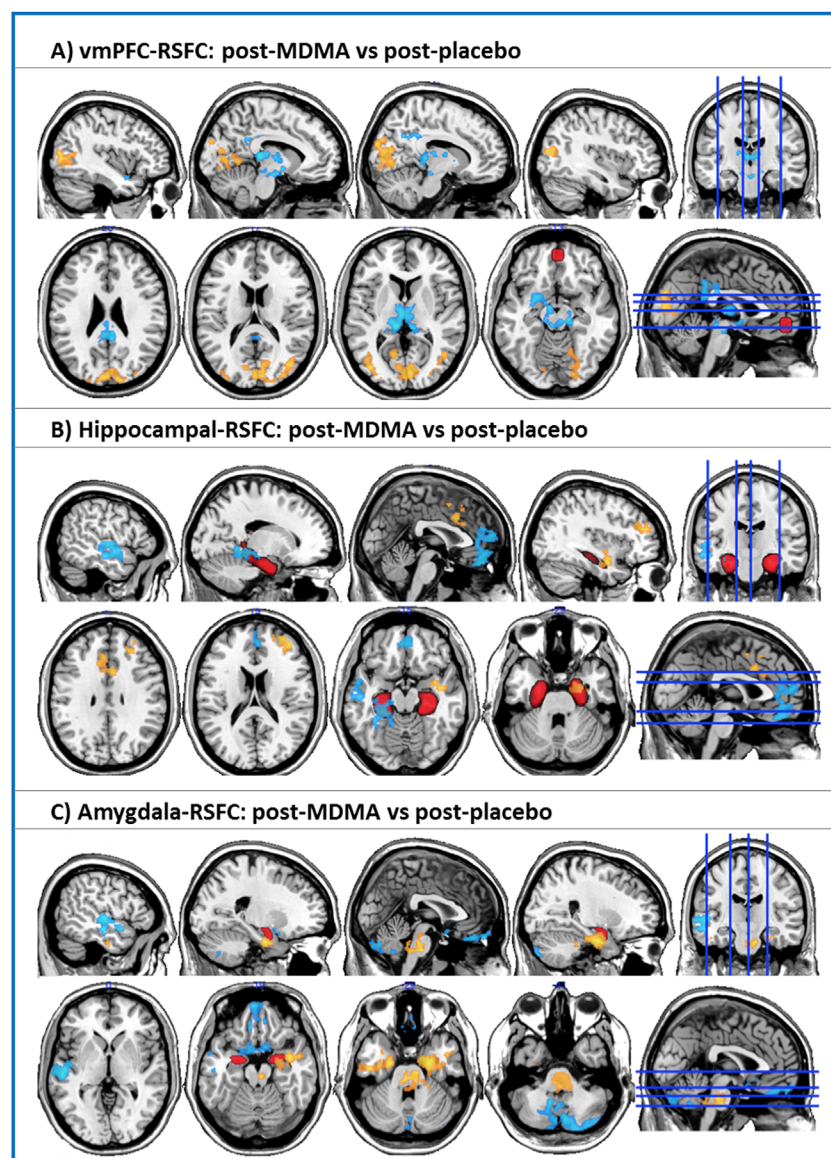 A) vmPFC-RSFC: post-MDMA vs post-placebo
B) Hippocampal-RSFC: post-MDMA vs post-placebo
C) Amygdala-RSFC: post-MDMA vs post-placebo